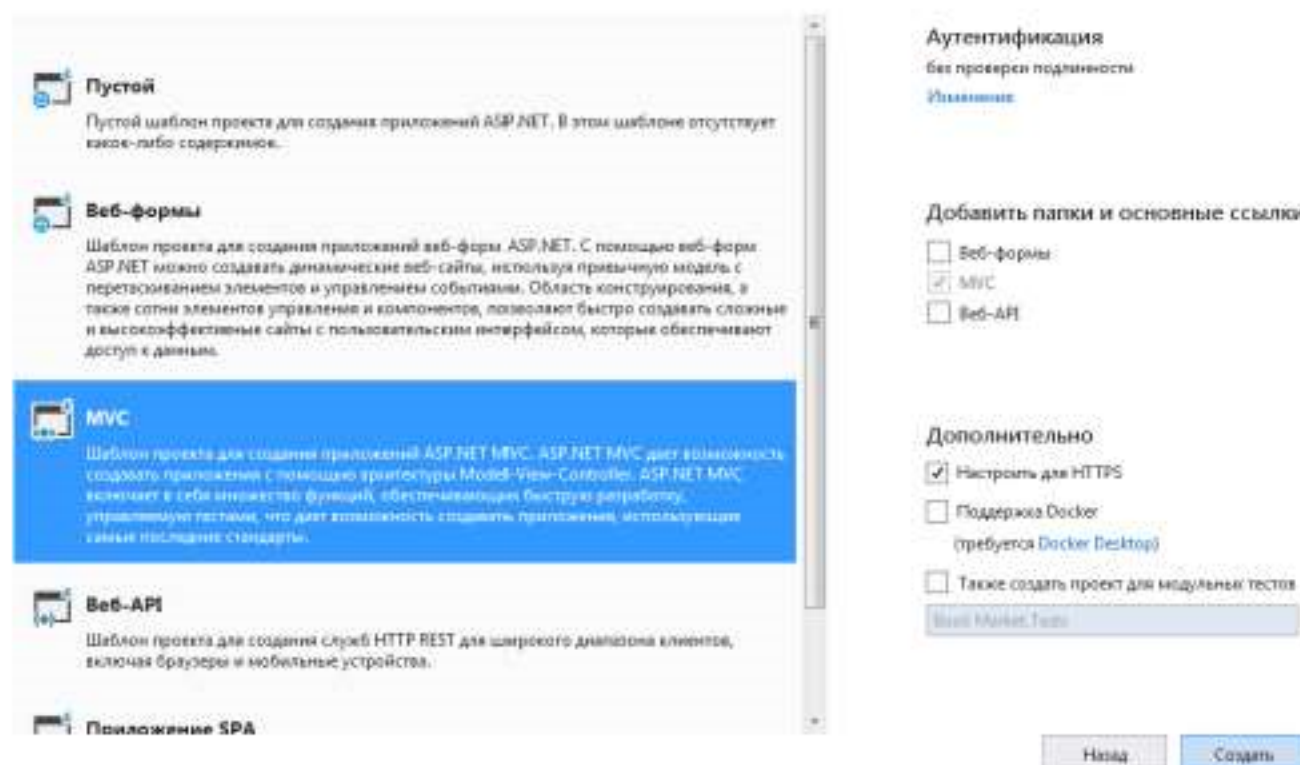 Пустой
Пустой шаблон проекта для создания приложений ASP.NET. В этом шаблоне отсутствует
какое-либо содержимое.
Веб-формы
Шаблон проекта для создания приложений веб-форм ASP.NET. С помощью веб-форм
ASP.NET можно создавать динамические веб-сайты, используя привычную модель с
перетаскиванием элементов и управлением событиями. Область конструирования, а
также сотни элементов управления и компонентов, позволяют быстро создавать сложные
и высокоэффективные сайты с пользовательским интерфейсом, которые обеспечивают
доступ к данным.
MVC
Шаблон проекта для создания приложений ASP.NET MVC. ASP.NET MVC дает возможность
создавать приложения с помощью архитектуры Model-View-Controller. ASP.NET MVC
включает в себя множество функций, обеспечивающих быструю разработку,
управляемую тестами, что дает возможность создавать приложения, использующие
самые последние стандарты.
Веб-API
Шаблон проекта для создания служб HTTP REST для широкого диапазона клиентов,
включая браузеры и мобильные устройства.
Приложение SPA
Аутентификация
без проверки подлинности
Изменение
Добавить папки и основные ссылки
Веб-формы
MVC
Веб-API
Дополнительно
Настроить для HTTPS
Поддержка Docker
(требуется Docker Desktop)
Также создать проект для модульных тестов
Market.Tests
Назад
Создать